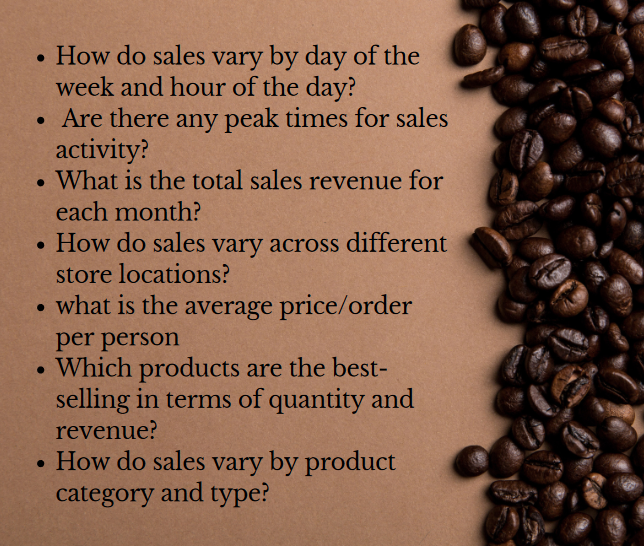 • How do sales vary by day of the
week and hour of the day?
• Are there any peak times for sales
activity?
• What is the total sales revenue for
each month?
• How do sales vary across different
store locations?
• what is the average price/order
per person
• Which products are the best-
selling in terms of quantity and
revenue?
• How do sales vary by product
category and type?